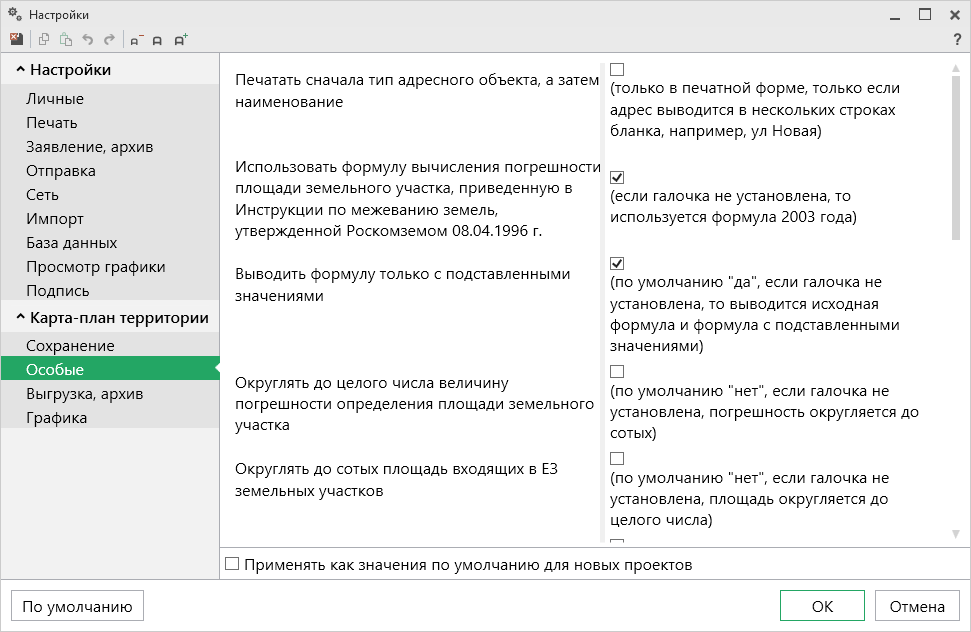 Настройки
?
Настройки
Личные
Печать
Заявление, архив
Отправка
Сеть
Импорт
База данных
Просмотр графики
Подпись
Карта-план территории
Сохранение
Особые
Выгрузка, архив
Графика
Печатать сначала тип адресного объекта, а затем
наименование
(только в печатной форме, только если
адрес выводится в нескольких строках
бланка, например, ул Новая)
Использовать формулу вычисления погрешности
площади земельного участка, приведенную в
Инструкции по межеванию земель,
утвержденной Роскомземом 08.04.1996 г.
(если галочка не установлена, то
используется формула 2003 года)
Выводить формулу только с подставленными
значениями
(по умолчанию "да", если галочка не
установлена, то выводится исходная
формула и формула с подставленными
значениями)
Округлять до целого числа величину
погрешности определения площади земельного
участка
(по умолчанию "нет", если галочка не
установлена, погрешность округляется до
сотых)
Округлять до сотых площадь входящих в ЕЗ
земельных участков
(по умолчанию "нет", если галочка не
установлена, площадь округляется до
целого числа)
Применять как значения по умолчанию для новых проектов
По умолчанию
ОК
Отмена